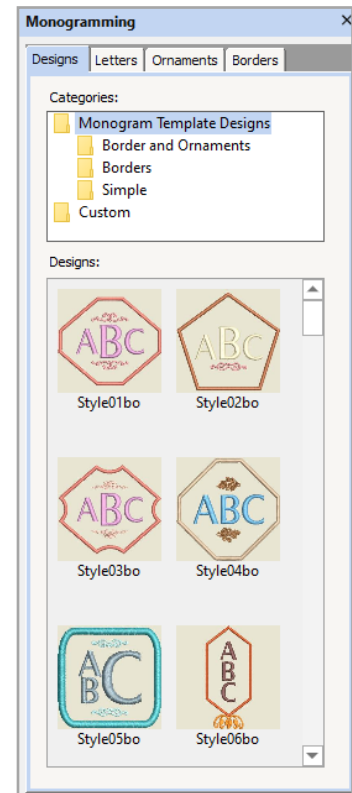 Monogramming ×
Designs Letters Ornaments Borders
Categories:
Monogram Template Designs
Border and Ornaments
Borders
Simple
Custom
Designs:
ABC ABC
Style01bo Style02bo
ABC ABC
Style03bo Style04bo
ABC ABC
Style05bo Style06bo